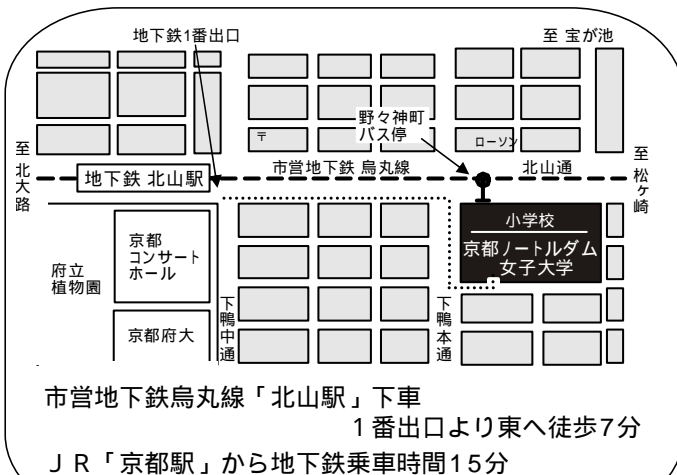 地下鉄1番出口
至 宝が池
野々神町
バス停
〒
ローソン
至 北大路
地下鉄 北山駅
市営地下鉄 烏丸線
北山通
至 松ヶ崎
小学校
京都ノートルダム
女子大学
京都
コンサート
ホール
府立
植物園
京都府大
下鴨中通
下鴨本通
市営地下鉄烏丸線「北山駅」下車
1番出口より東へ徒歩7分
JR「京都駅」から地下鉄乗車時間15分